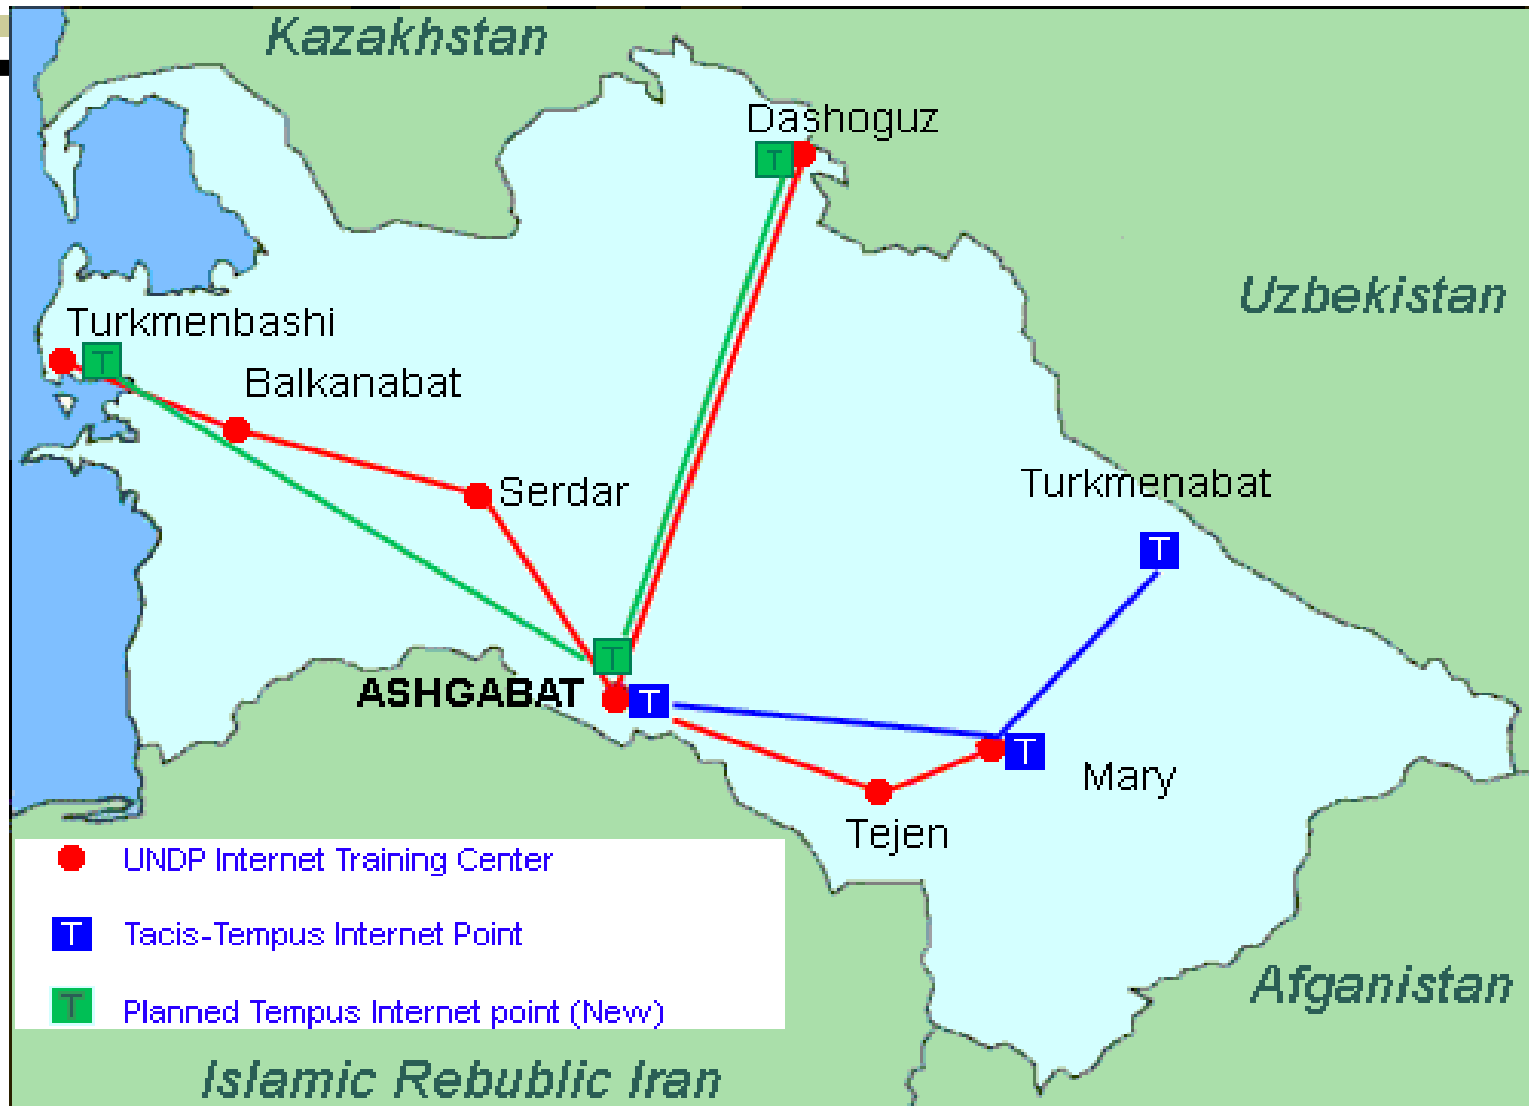 Kazakhstan
Dashoguz
T
Uzbekistan
Turkmenbashi
T
Balkanabat
Serdar
Turkmenabat
T
T
ASHGABAT
T
T
Mary
Tejen
UNDP Internet Training Center
T Tacis-Tempus Internet Point
T Planned Tempus Internet point (New)
Afganistan
Islamic Rebublic Iran